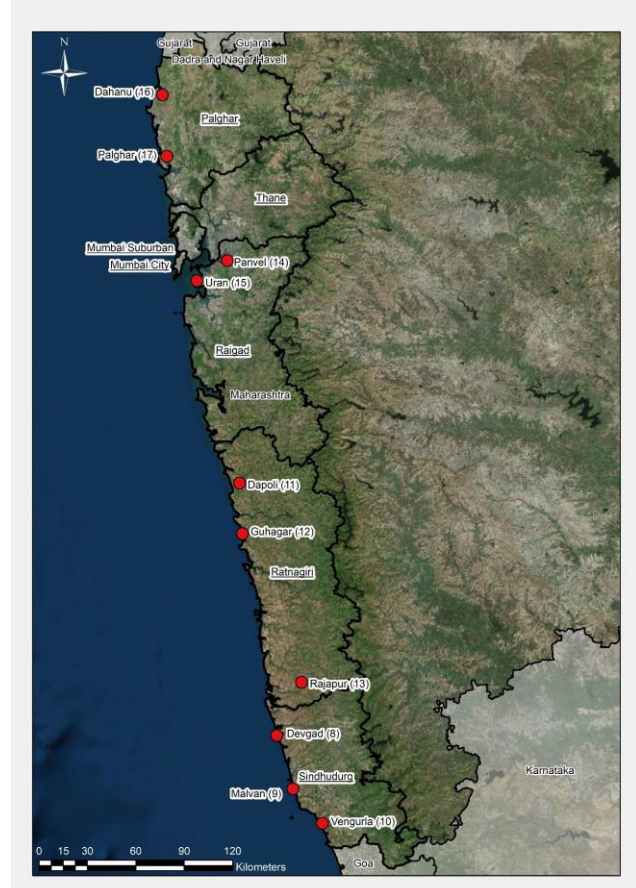 N
Gujarat Gujarat
Dadra and Nagar Haveli
Dahanu (16)
Palghar
Palghar (17)
Thane
Mumbai Suburban
Mumbai City
Panvel (14)
Uran (15)
Raigad
Maharashtra
Dapoli (11)
Guhagar (12)
Ratnagiri
Rajapur (13)
Devgad (8)
Karnataka
Sindhudurg
Malvan (9)
Vengurla (10)
0 15 30 60 90 120
Kilometers
Goa